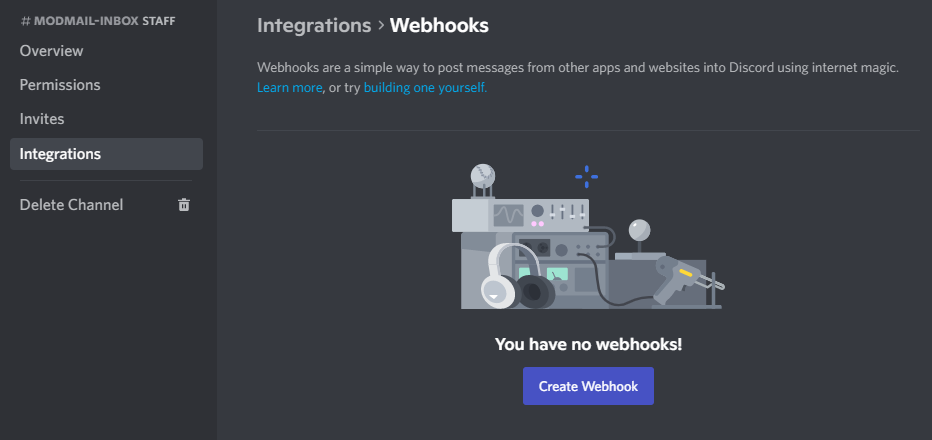 # MODMAIL-INBOX STAFF
Overview
Permissions
Invites
Integrations
Delete Channel
Integrations > Webhooks
Webhooks are a simple way to post messages from other apps and websites into Discord using internet magic.
Learn more, or try building one yourself.
You have no webhooks!
Create Webhook